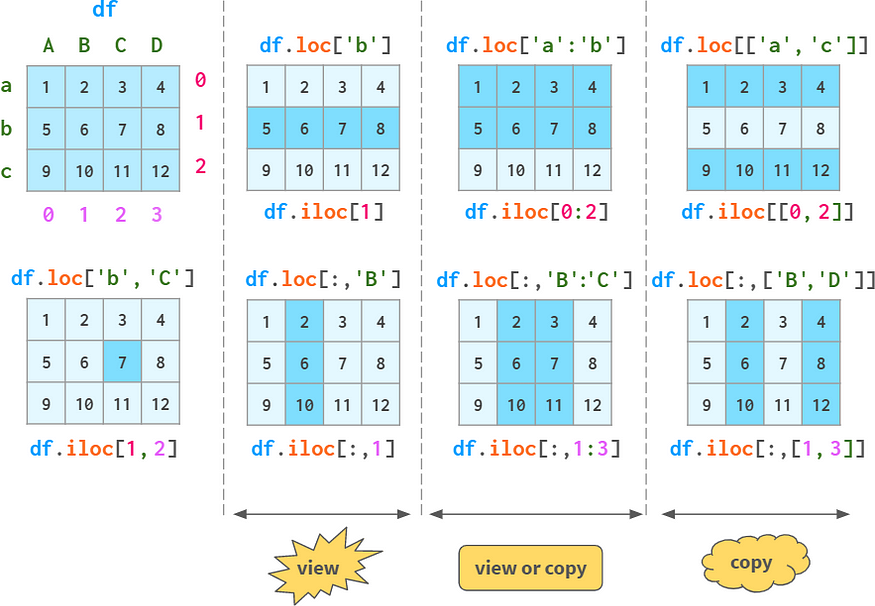 df
A B C D
a 1 2 3 4 0
b 5 6 7 8 1
c 9 10 11 12 2
0 1 2 3
df.loc['b']
1 2 3 4
5 6 7 8
9 10 11 12
df.iloc[1]
df.loc['a':'b']
1 2 3 4
5 6 7 8
9 10 11 12
df.iloc[0:2]
df.loc[['a','c']]
1 2 3 4
5 6 7 8
9 10 11 12
df.iloc[[0,2]]
df.loc['b','C']
1 2 3 4
5 6 7 8
9 10 11 12
df.iloc[1,2]
df.loc[:,'B']
1 2 3 4
5 6 7 8
9 10 11 12
df.iloc[:,1]
df.loc[:,'B':'C']
1 2 3 4
5 6 7 8
9 10 11 12
df.iloc[:,1:3]
df.loc[:,['B','D']]
1 2 3 4
5 6 7 8
9 10 11 12
df.iloc[:,[1,3]]
view
view or copy
copy